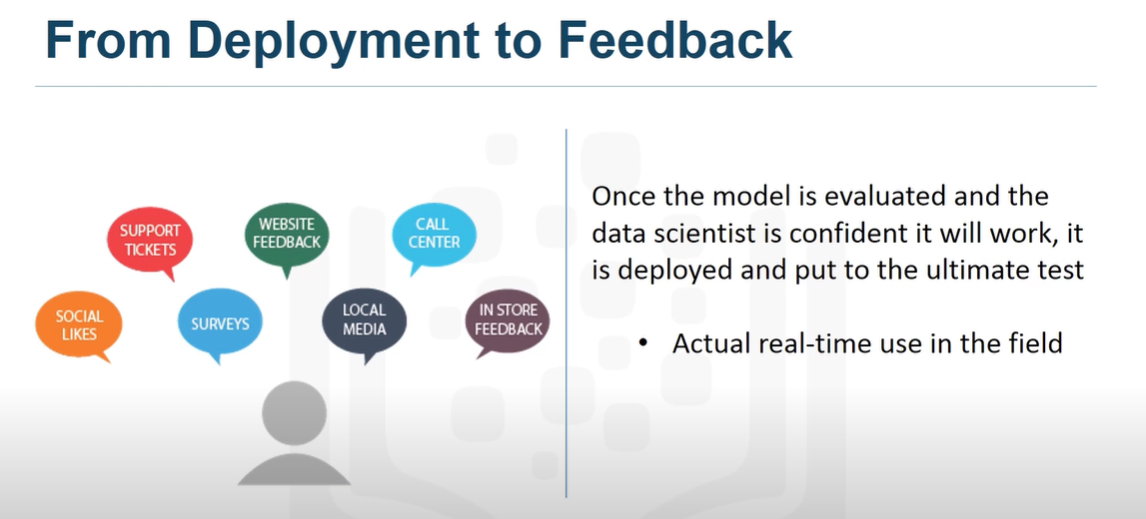 From Deployment to Feedback
SUPPORT
TICKETS
WEBSITE
FEEDBACK
CALL
CENTER
SOCIAL
LIKES
SURVEYS
LOCAL
MEDIA
IN STORE
FEEDBACK
Once the model is evaluated and the
data scientist is confident it will work, it
is deployed and put to the ultimate test
• Actual real-time use in the field